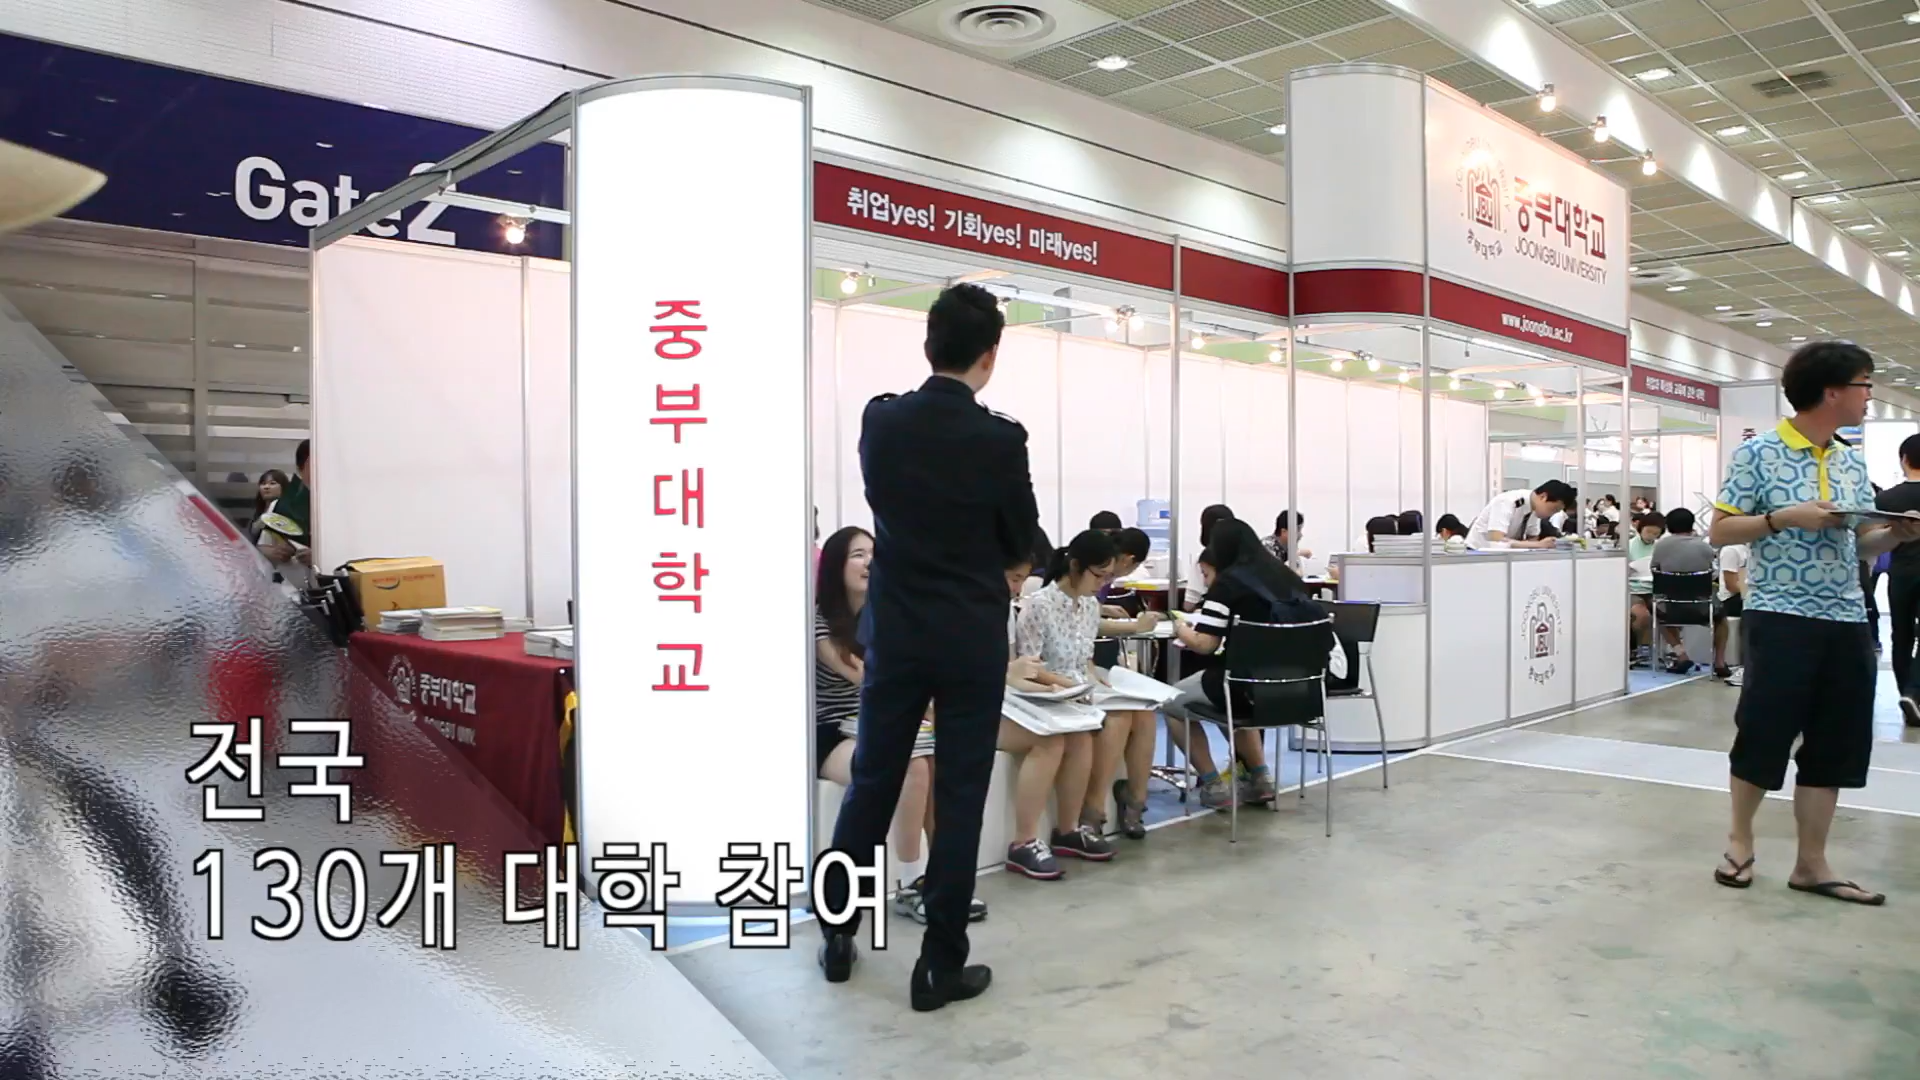 Gate2
취업yes! 기회yes! 미래yes!
중부대학교
JOONGBU UNIVERSITY
www.joongbu.ac.kr
중부대학교
중부대학교
전국
130개 대학 참여